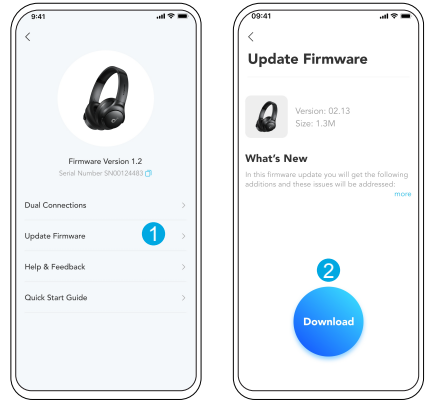 9:41
Firmware Version 1.2
Serial Number SN00124483
Dual Connections
Update Firmware
1
Help & Feedback
Quick Start Guide
09:41
Update Firmware
Version: 02.13
Size: 1.3M
What's New
In this firmware update you will get the following
additions and these issues will be addressed:
more
2
Download